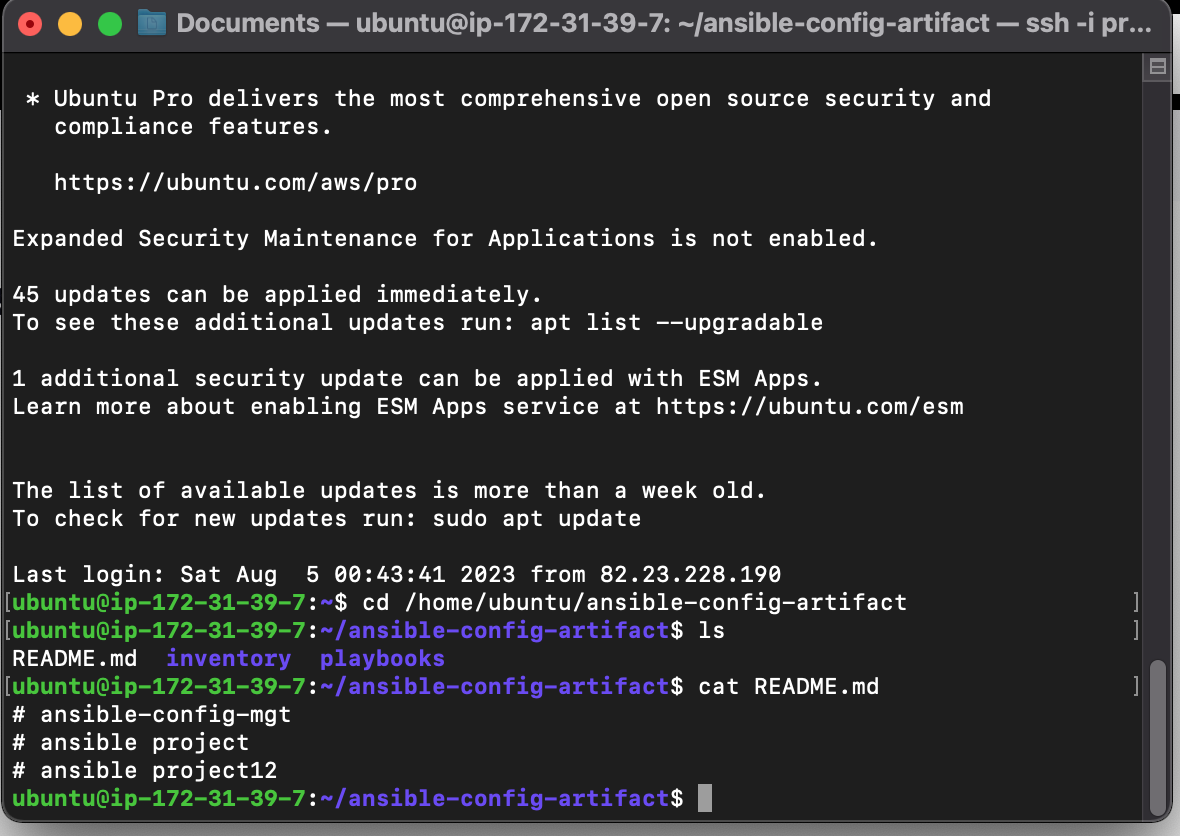 Documents — ubuntu@ip-172-31-39-7: ~/ansible-config-artifact — ssh -i pr...
* Ubuntu Pro delivers the most comprehensive open source security and
compliance features.
https://ubuntu.com/aws/pro
Expanded Security Maintenance for Applications is not enabled.
45 updates can be applied immediately.
To see these additional updates run: apt list --upgradable
1 additional security update can be applied with ESM Apps.
Learn more about enabling ESM Apps service at https://ubuntu.com/esm
The list of available updates is more than a week old.
To check for new updates run: sudo apt update
Last login: Sat Aug  5 00:43:41 2023 from 82.23.228.190
[ubuntu@ip-172-31-39-7:~$ cd /home/ubuntu/ansible-config-artifact ]
[ubuntu@ip-172-31-39-7:~/ansible-config-artifact$ ls ]
README.md  inventory  playbooks
[ubuntu@ip-172-31-39-7:~/ansible-config-artifact$ cat README.md ]
# ansible-config-mgt
# ansible project
# ansible project12
ubuntu@ip-172-31-39-7:~/ansible-config-artifact$